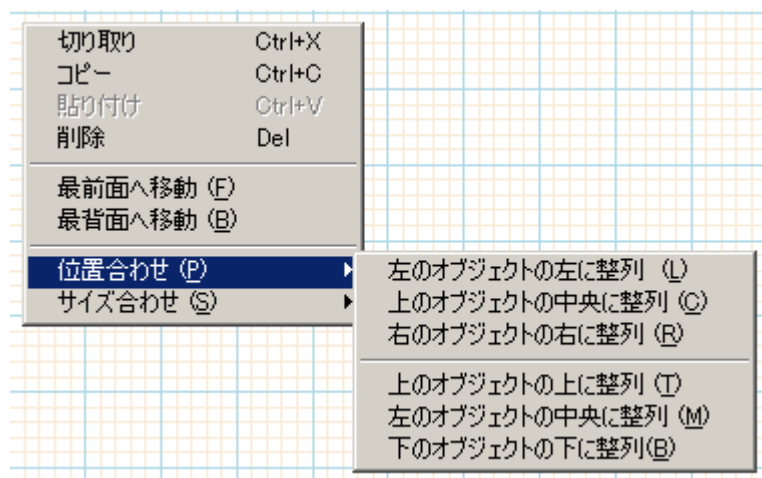 切り取り Ctrl+X
コピー Ctrl+C
貼り付け Ctrl+V
削除 Del
最前面へ移動 (F)
最背面へ移動 (B)
位置合わせ (P)
サイズ合わせ (S)
左のオブジェクトの左に整列 (L)
上のオブジェクトの中央に整列 (C)
右のオブジェクトの右に整列 (R)
上のオブジェクトの上に整列 (T)
左のオブジェクトの中央に整列 (M)
下のオブジェクトの下に整列(B)